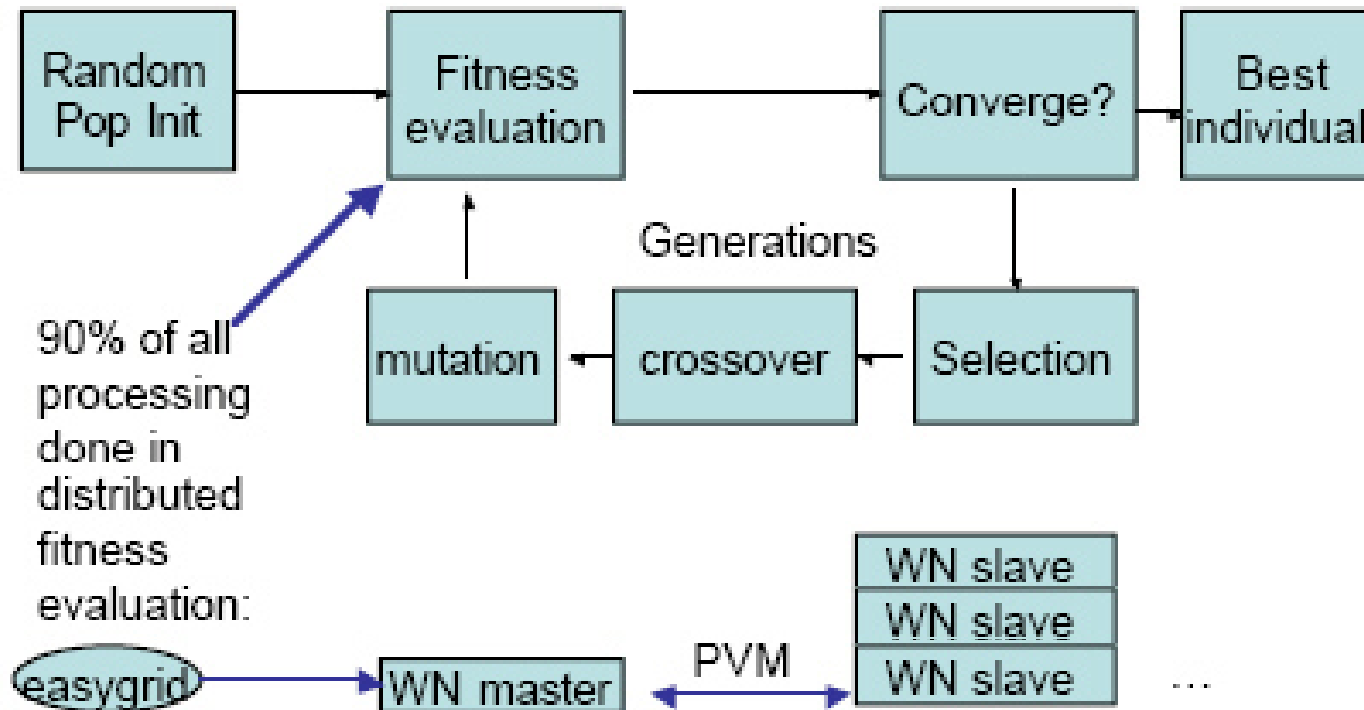 Random
Pop Init
Fitness
evaluation
Converge?
Best
individual
Generations
mutation
crossover
Selection
90% of all
processing
done in
distributed
fitness
evaluation:
easygrid
WN master
PVM
WN slave
WN slave
WN slave
...